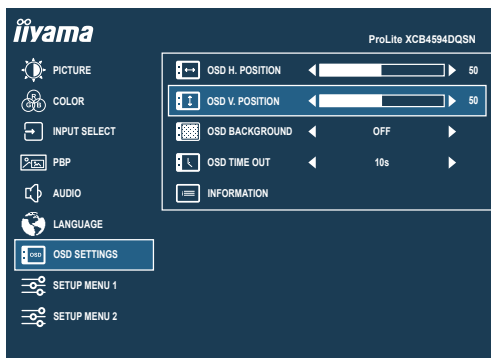 iiyama
ProLite XCB4594DQSN
PICTURE
COLOR
INPUT SELECT
PBP
AUDIO
LANGUAGE
OSD SETTINGS
SETUP MENU 1
SETUP MENU 2
OSD H. POSITION 50
OSD V. POSITION 50
OSD BACKGROUND OFF
OSD TIME OUT 10s
INFORMATION
R
G B
OSD